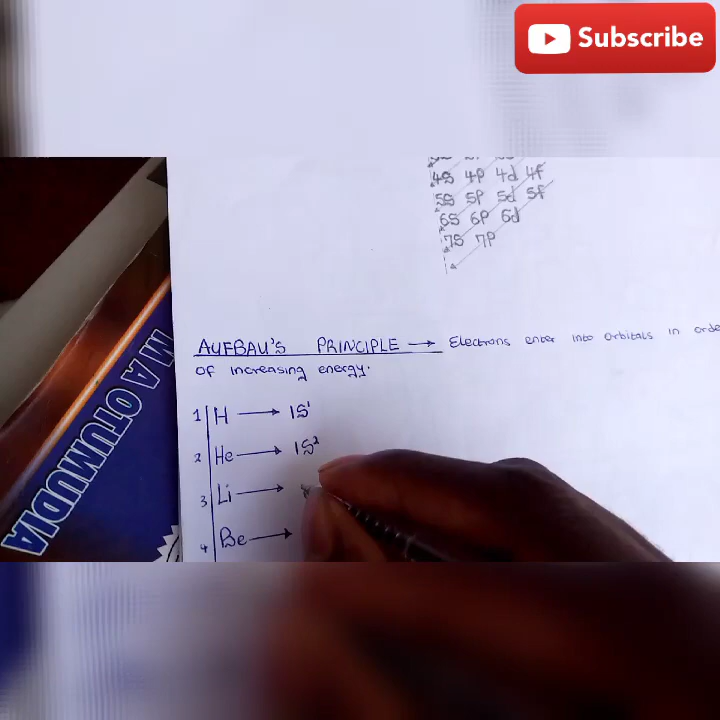 Subscribe
4s 4p 4d 4f
5s 5p 5d 5f
6s 6p 6d
7s 7p
AUFBAU'S PRINCIPLE → Electrons enter into orbitals in orde
of increasing energy.
1 H → 1S¹
2 He → 1S²
3 Li →
4 Be →
M A OTUMUDIA